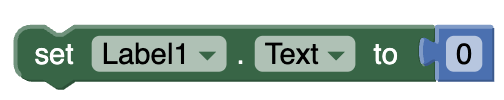 set Label1 . Text to 0